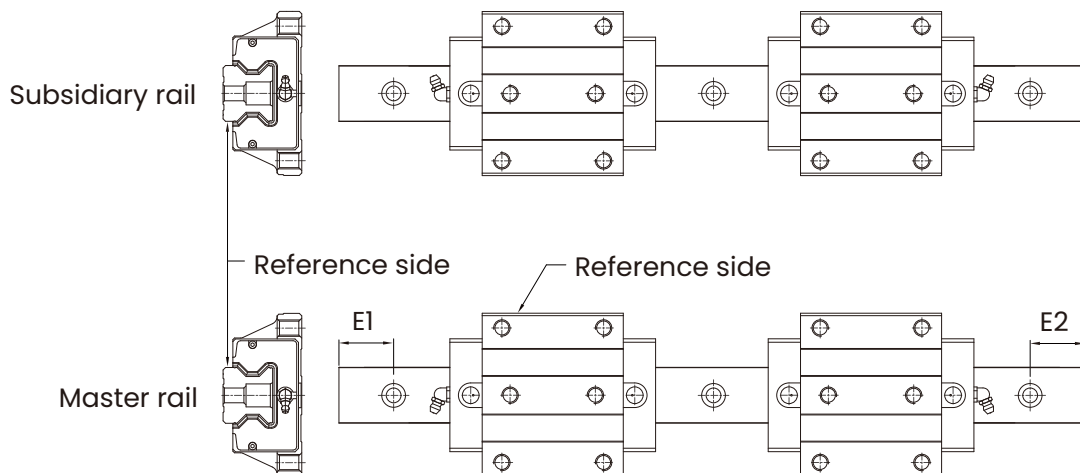 Subsidiary rail
Reference side
Reference side
E1
E2
Master rail